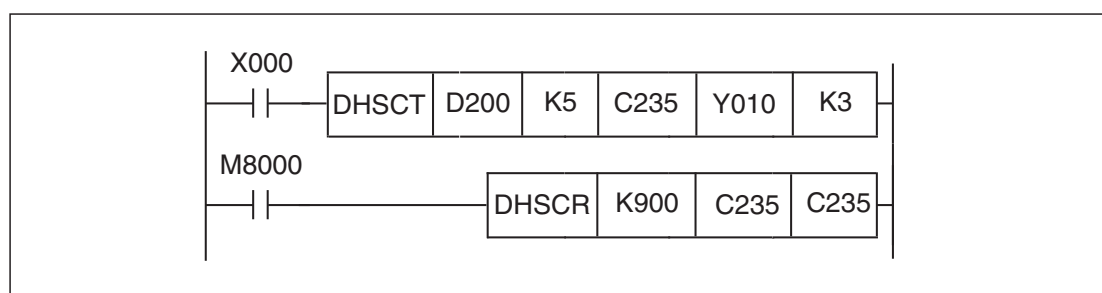 X000
DHSCT D200 K5 C235 Y010 K3
M8000
DHSCR K900 C235 C235